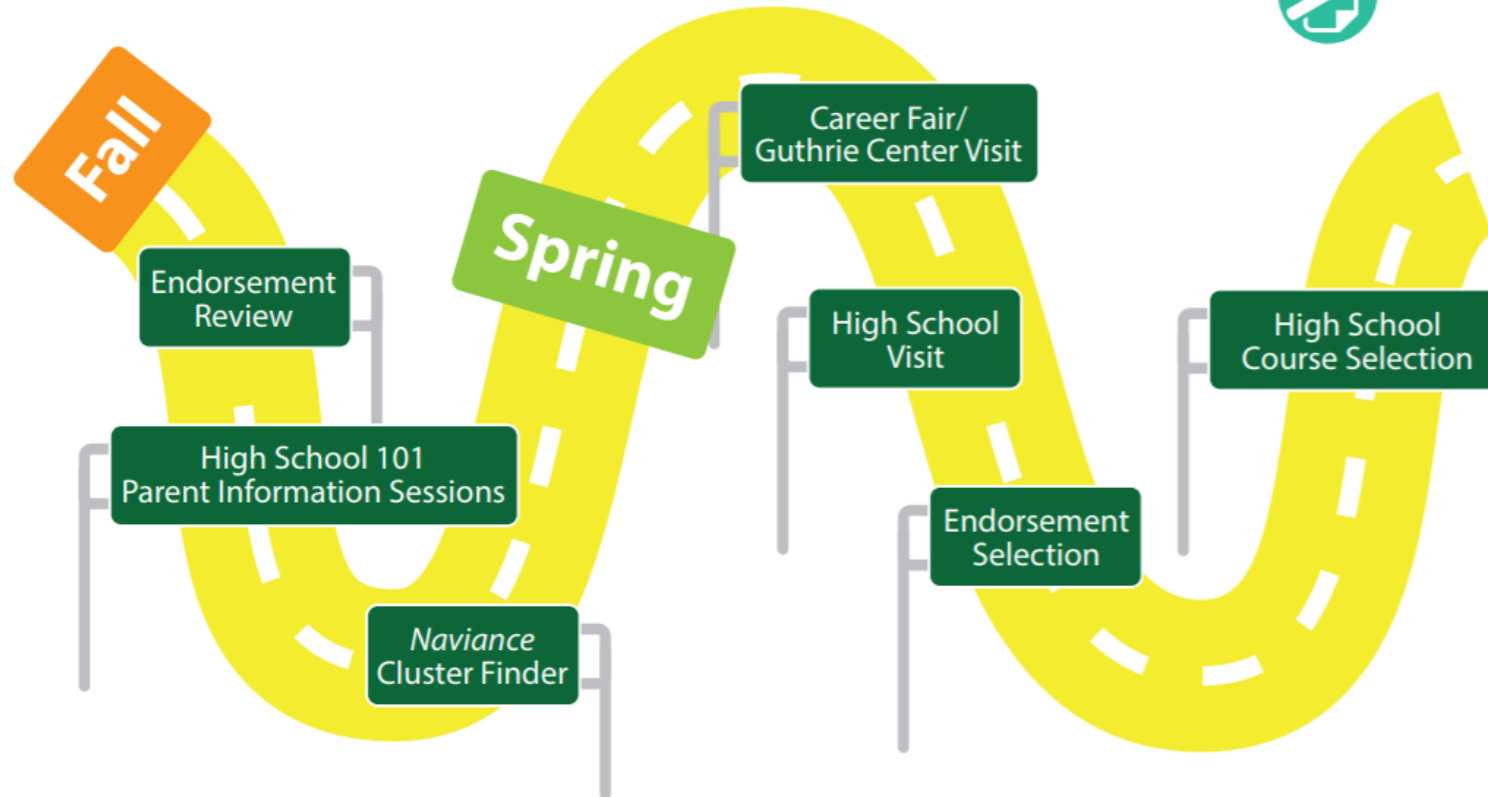 Fall
Endorsement
Review
High School 101
Parent Information Sessions
Naviance
Cluster Finder
Spring
Career Fair/
Guthrie Center Visit
High School
Visit
Endorsement
Selection
High School
Course Selection